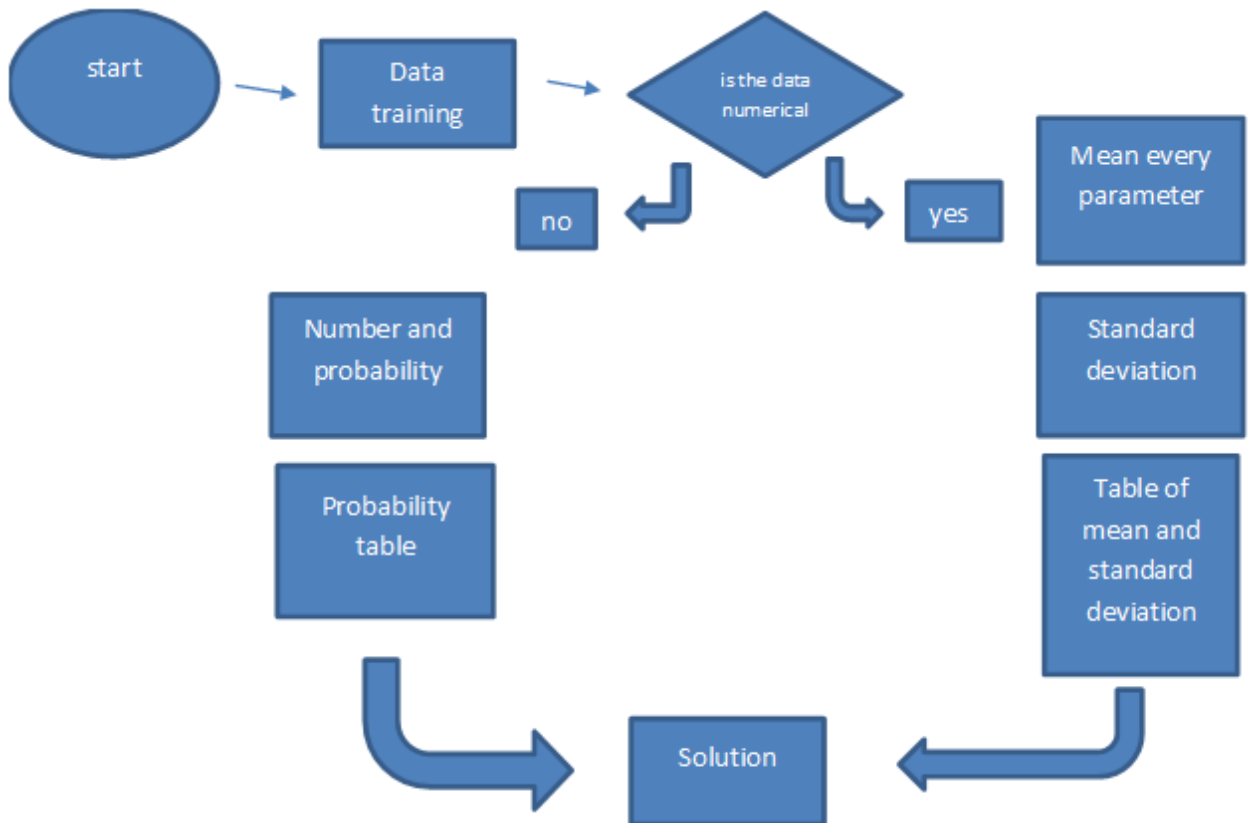 start
Data
training
is the data
numerical
no
yes
Mean every
parameter
Number and
probability
Standard
deviation
Probability
table
Table of
mean and
standard
deviation
Solution